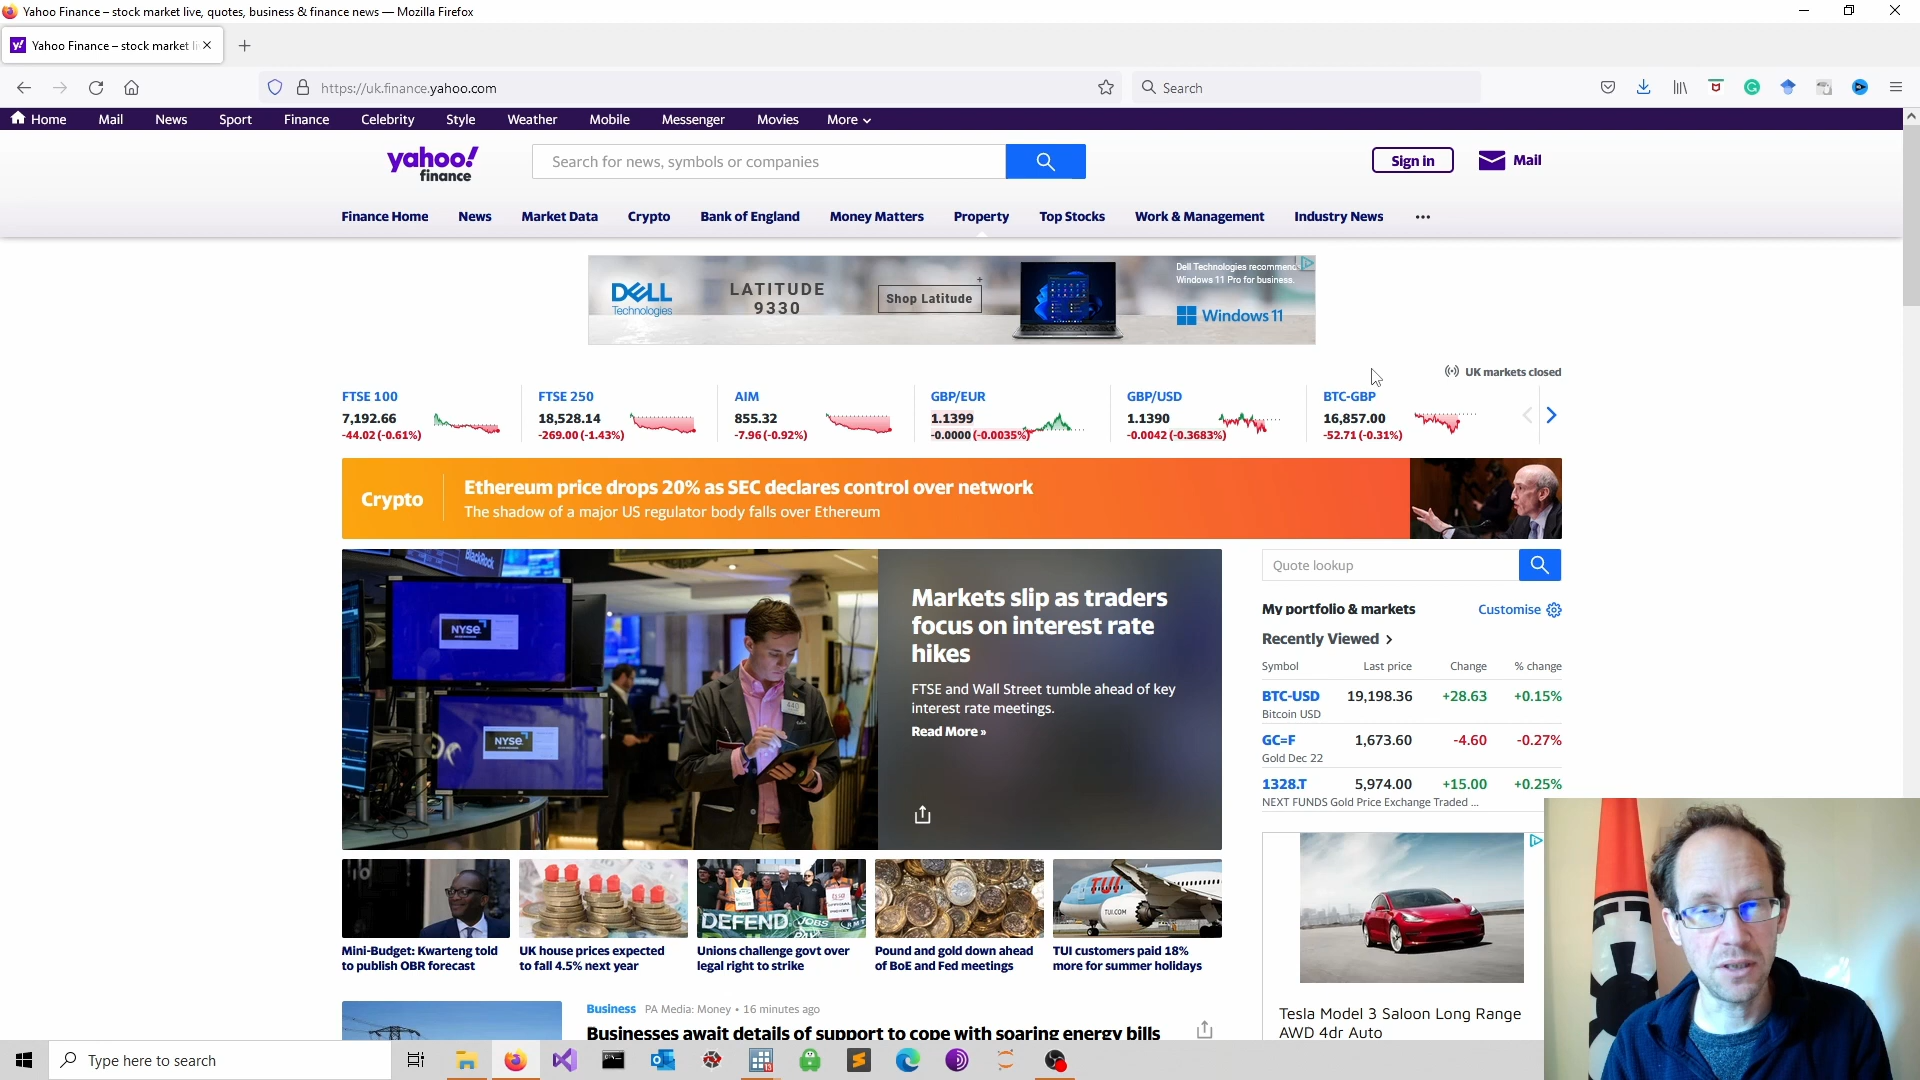 Yahoo Finance – stock market live, quotes, business & finance news — Mozilla Firefox
Yahoo Finance – stock market li
https://uk.finance.yahoo.com
Search
Home Mail News Sport Finance Celebrity Style Weather Mobile Messenger Movies More
yahoo!
finance
Search for news, symbols or companies
Sign in
Mail
Finance Home News Market Data Crypto Bank of England Money Matters Property Top Stocks Work & Management Industry News
DELL
Technologies
LATITUDE
9330
Shop Latitude
Dell Technologies recommends
Windows 11 Pro for business.
Windows 11
UK markets closed
FTSE 100
7,192.66
-44.02 (-0.61%)
FTSE 250
18,528.14
-269.00 (-1.43%)
AIM
855.32
-7.96 (-0.92%)
GBP/EUR
1.1399
-0.0000 (-0.0035%)
GBP/USD
1.1390
-0.0042 (-0.3683%)
BTC-GBP
16,857.00
-52.71 (-0.31%)
Crypto
Ethereum price drops 20% as SEC declares control over network
The shadow of a major US regulator body falls over Ethereum
BlackRock
NYSE
NYSE
440
Markets slip as traders
focus on interest rate
hikes
FTSE and Wall Street tumble ahead of key
interest rate meetings.
Read More »
Quote lookup
My portfolio & markets
Customise
Recently Viewed >
Symbol Last price Change % change
BTC-USD 19,198.36 +28.63 +0.15%
Bitcoin USD
GC=F 1,673.60 -4.60 -0.27%
Gold Dec 22
1328.T 5,974.00 +15.00 +0.25%
NEXT FUNDS Gold Price Exchange Traded ...
DEFEND JOBS
TUI
TUI.COM
Mini-Budget: Kwarteng told
to publish OBR forecast
UK house prices expected
to fall 4.5% next year
Unions challenge govt over
legal right to strike
Pound and gold down ahead
of BoE and Fed meetings
TUI customers paid 18%
more for summer holidays
Business PA Media: Money • 16 minutes ago
Businesses await details of support to cope with soaring energy bills
Tesla Model 3 Saloon Long Range
AWD 4dr Auto
Type here to search